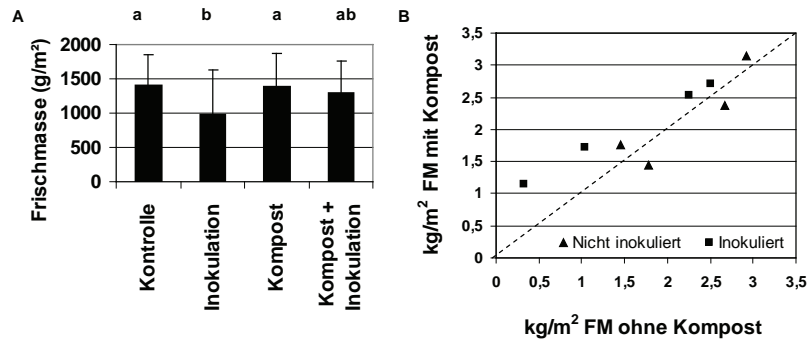 A
a b a ab
Frischmasse (g/m²)
2000
1500
1000
500
0
Kontrolle
Inokulation
Kompost
Kompost +
Inokulation
B
kg/m² FM mit Kompost
3,5
3
2,5
2
1,5
1
0,5
0
▲ Nicht inokuliert ■ Inokuliert
0 0,5 1 1,5 2 2,5 3 3,5
kg/m² FM ohne Kompost